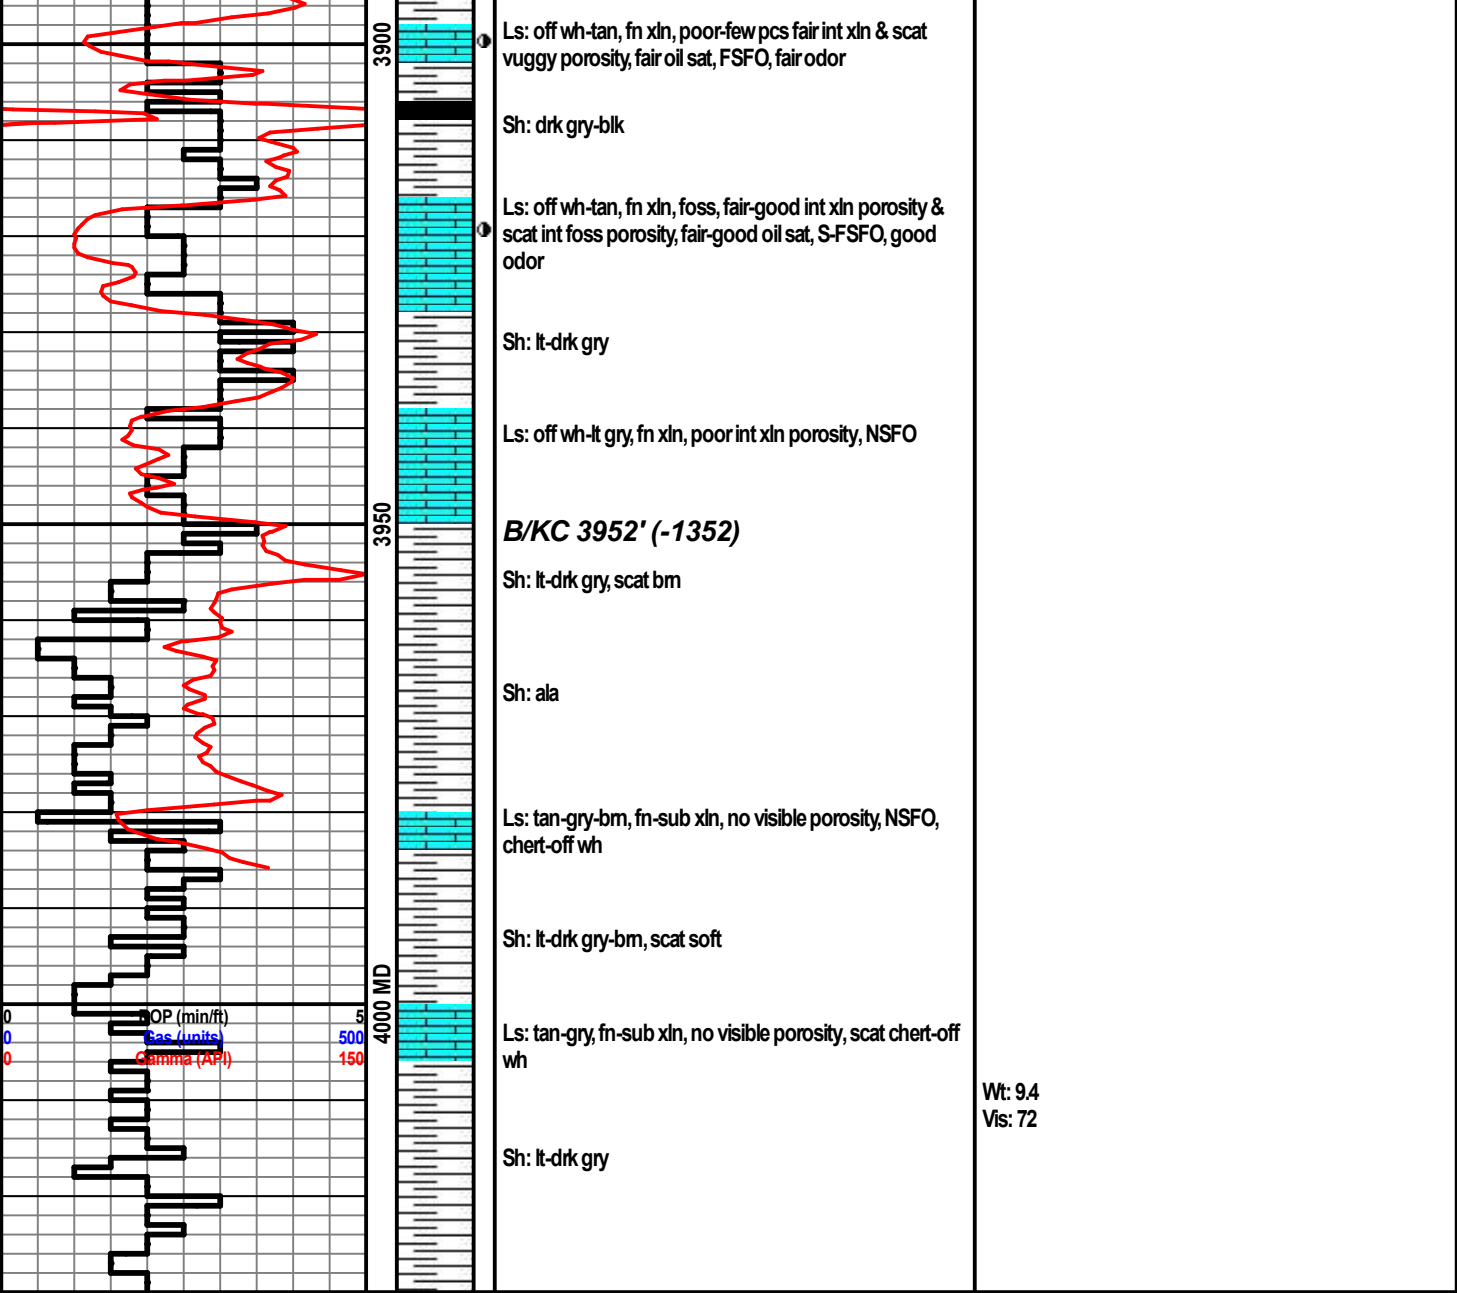 3900
Ls: off wh-tan, fn xln, poor-few pcs fair int xln & scat
vuggy porosity, fair oil sat, FSFO, fair odor
Sh: drk gry-blk
Ls: off wh-tan, fn xln, foss, fair-good int xln porosity &
scat int foss porosity, fair-good oil sat, S-FSFO, good
odor
Sh: lt-drk gry
Ls: off wh-lt gry, fn xln, poor int xln porosity, NSFO
3950
B/KC 3952' (-1352)
Sh: lt-drk gry, scat brn
Sh: ala
Ls: tan-gry-brn, fn-sub xln, no visible porosity, NSFO,
chert-off wh
Sh: lt-drk gry-brn, scat soft
4000 MD
0 ROP (min/ft) 5
0 Gas (units) 500
0 Gamma (API) 150
Ls: tan-gry, fn-sub xln, no visible porosity, scat chert-off
wh
Wt: 9.4
Vis: 72
Sh: lt-drk gry